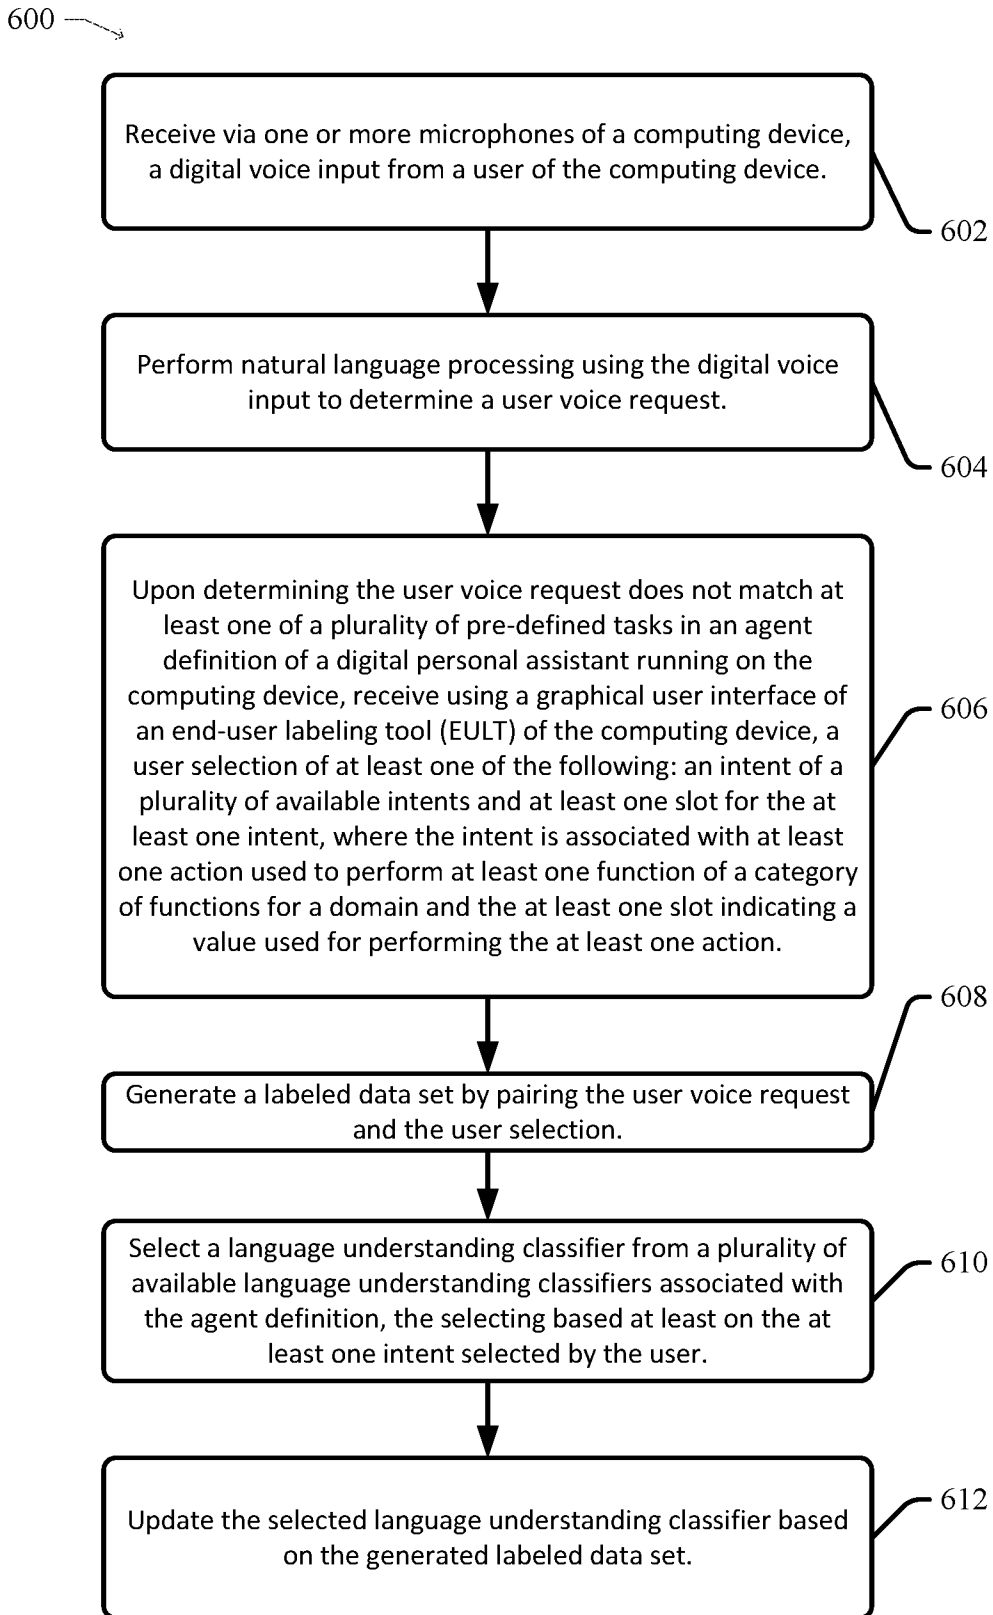 600
Receive via one or more microphones of a computing device,
a digital voice input from a user of the computing device.
602
Perform natural language processing using the digital voice
input to determine a user voice request.
604
Upon determining the user voice request does not match at
least one of a plurality of pre-defined tasks in an agent
definition of a digital personal assistant running on the
computing device, receive using a graphical user interface of
an end-user labeling tool (EULT) of the computing device, a
user selection of at least one of the following: an intent of a
plurality of available intents and at least one slot for the at
least one intent, where the intent is associated with at least
one action used to perform at least one function of a category
of functions for a domain and the at least one slot indicating a
value used for performing the at least one action.
606
Generate a labeled data set by pairing the user voice request
and the user selection.
608
Select a language understanding classifier from a plurality of
available language understanding classifiers associated with
the agent definition, the selecting based at least on the at
least one intent selected by the user.
610
Update the selected language understanding classifier based
on the generated labeled data set.
612